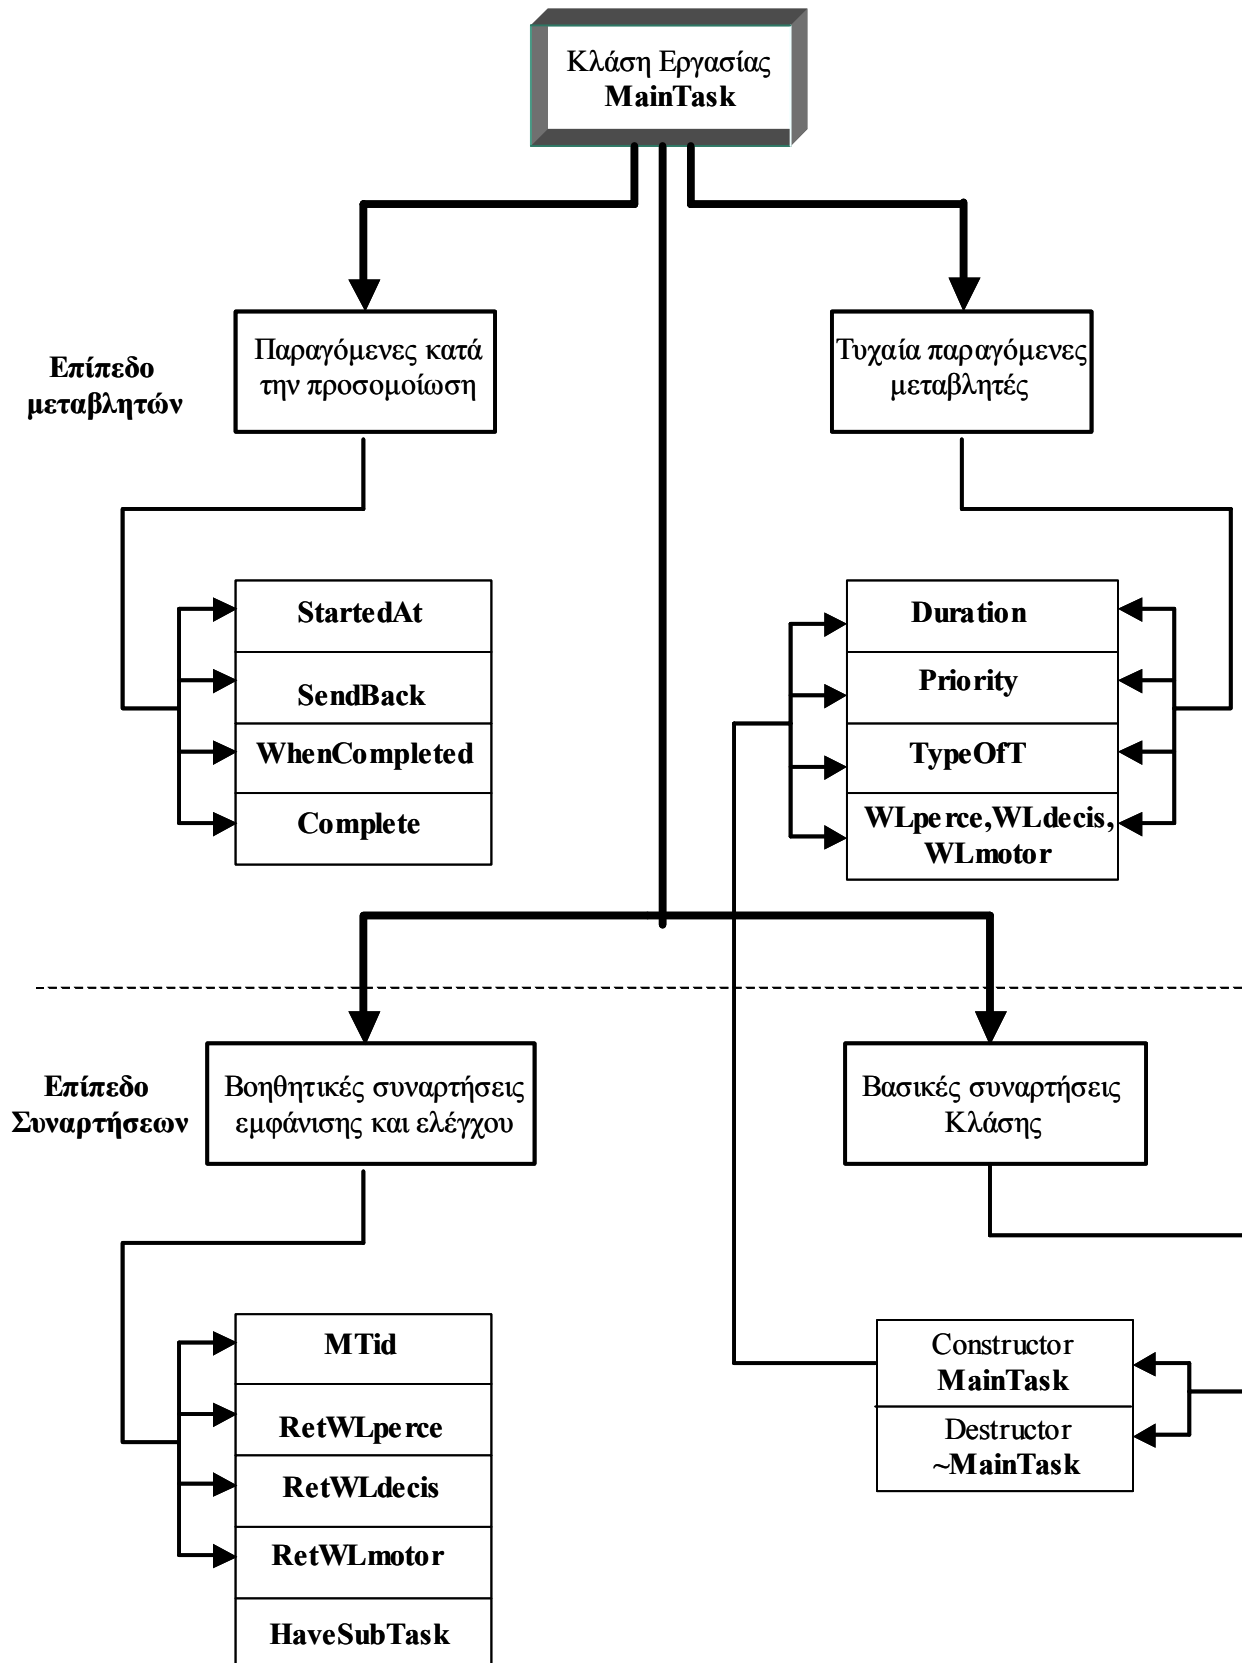 Κλάση Εργασίας
MainTask
Παραγόμενες κατά
την προσομοίωση
Τυχαία παραγόμενες
μεταβλητές
Επίπεδο
μεταβλητών
StartedAt
SendBack
WhenCompleted
Complete
Duration
Priority
TypeOfT
WLperce,WLdecis,
WLmotor
Επίπεδο
Συναρτήσεων
Βοηθητικές συναρτήσεις
εμφάνισης και ελέγχου
Βασικές συναρτήσεις
Κλάσης
MTid
RetWLperce
RetWLdecis
RetWLmotor
HaveSubTask
Constructor
MainTask
Destructor
~MainTask